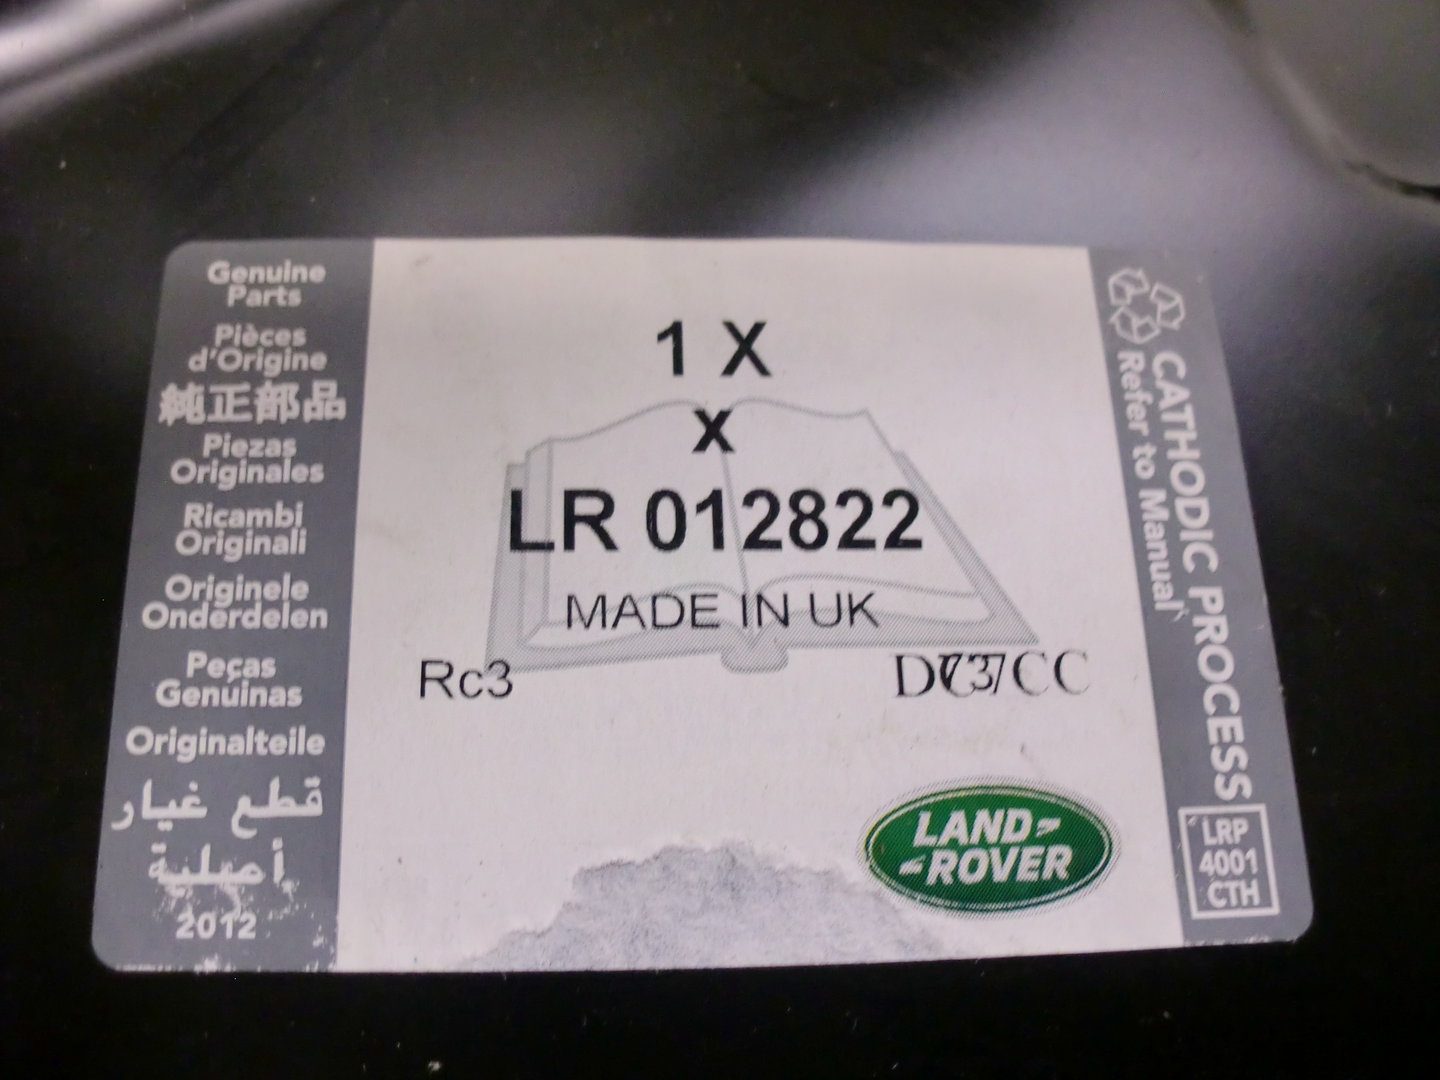 Genuine
Parts
Pièces
d'Origine
純正部品
Piezas
Originales
Ricambi
Originali
Originele
Onderdelen
Peças
Genuinas
Originalteile
قطع غيار
أصلية
2012
1 X
x
LR 012822
MADE IN UK
Rc3
LAND
ROVER
CATHODIC PROCESS
Refer to Manual
LRP
4001
CTH